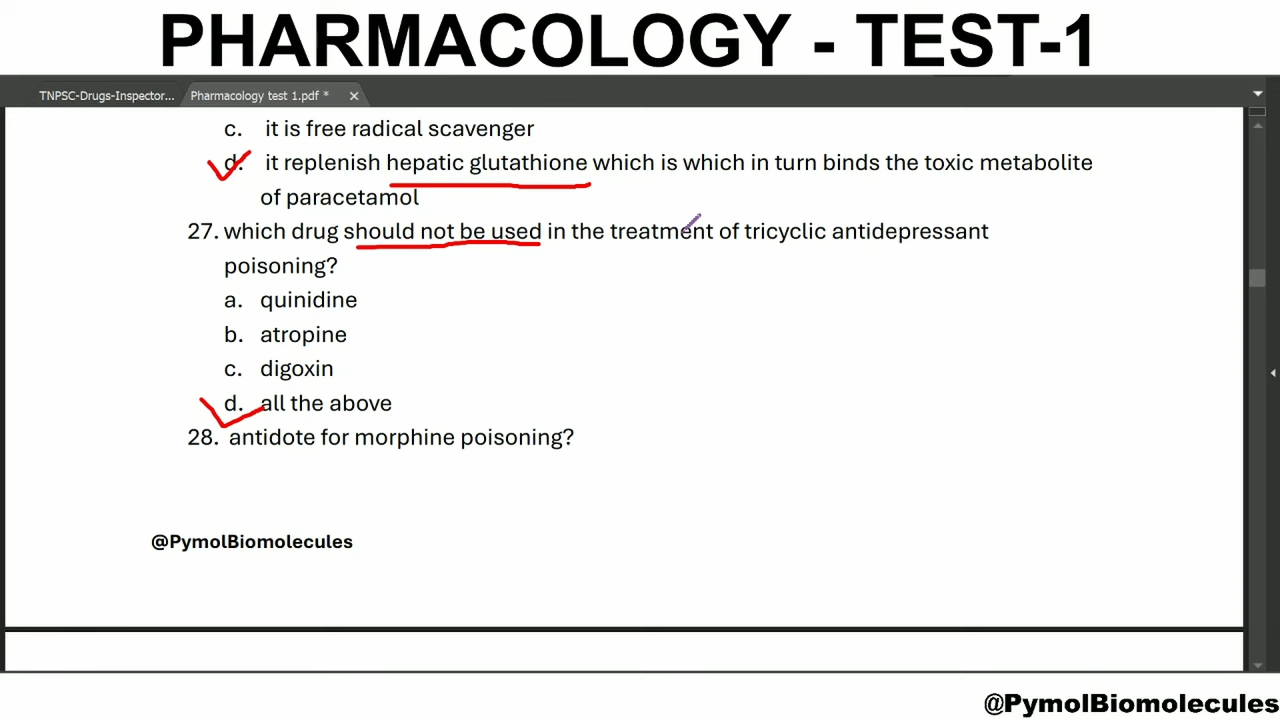 PHARMACOLOGY - TEST-1
TNPSC-Drugs-Inspector... Pharmacology test 1.pdf *
c. it is free radical scavenger
d. it replenish hepatic glutathione which is which in turn binds the toxic metabolite
of paracetamol
27. which drug should not be used in the treatment of tricyclic antidepressant
poisoning?
a. quinidine
b. atropine
c. digoxin
d. all the above
28. antidote for morphine poisoning?
@PymolBiomolecules
@PymolBiomolecules